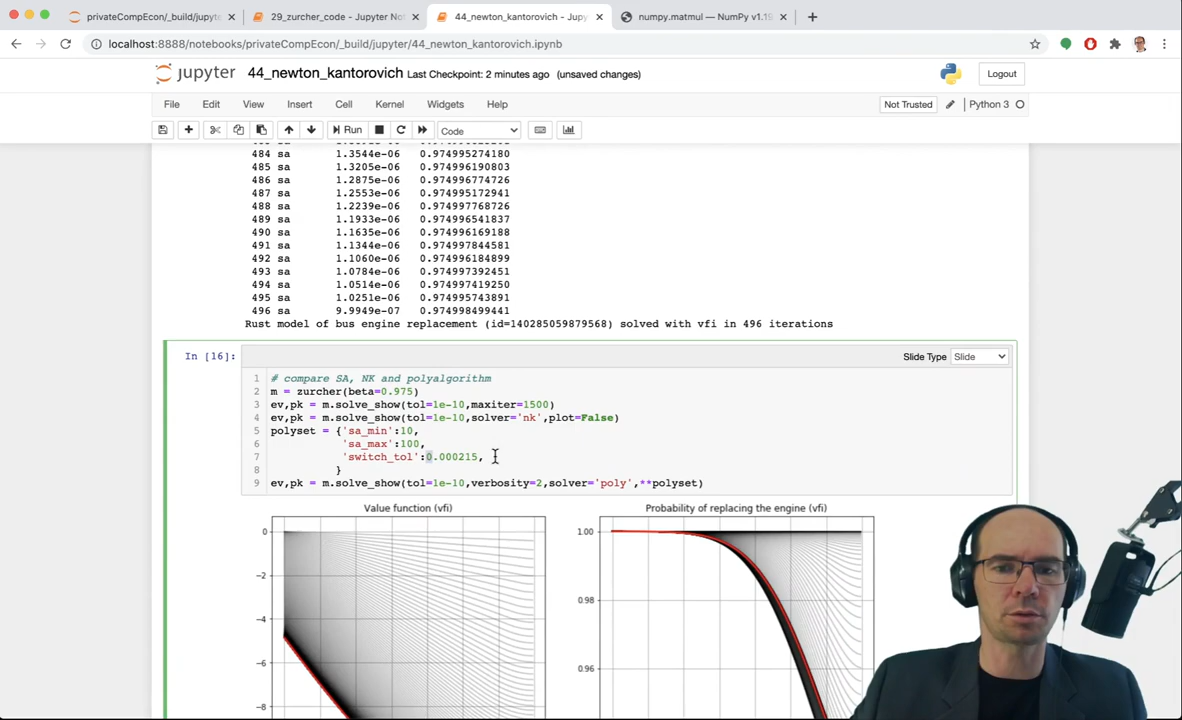 privateCompEcon/_build/jupyte
29_zurcher_code - Jupyter No
44_newton_kantorovich - Jupy
numpy.matmul — NumPy v1.19
localhost:8888/notebooks/privateCompEcon/_build/jupyter/44_newton_kantorovich.ipynb
jupyter 44_newton_kantorovich Last Checkpoint: 2 minutes ago (unsaved changes)
Logout
File Edit View Insert Cell Kernel Widgets Help
Not Trusted
Python 3
Run
Code
484 sa 1.3544e-06 0.974995274180
485 sa 1.3205e-06 0.974996190803
486 sa 1.2875e-06 0.974996774726
487 sa 1.2553e-06 0.974995172941
488 sa 1.2239e-06 0.974997768726
489 sa 1.1933e-06 0.974996541837
490 sa 1.1635e-06 0.974996169188
491 sa 1.1344e-06 0.974997844581
492 sa 1.1060e-06 0.974996184899
493 sa 1.0784e-06 0.974997392451
494 sa 1.0514e-06 0.974997419250
495 sa 1.0251e-06 0.974995743891
496 sa 9.9949e-07 0.974998499441
Rust model of bus engine replacement (id=140285059879568) solved with vfi in 496 iterations
In [16]:
Slide Type Slide
1 # compare SA, NK and polyalgorithm
2 m = zurcher(beta=0.975)
3 ev,pk = m.solve_show(tol=1e-10,maxiter=1500)
4 ev,pk = m.solve_show(tol=1e-10,solver='nk',plot=False)
5 polyset = {'sa_min':10,
6 'sa_max':100,
7 'switch_tol':0.000215,
8 }
9 ev,pk = m.solve_show(tol=1e-10,verbosity=2,solver='poly',**polyset)
Value function (vfi)
0
−2
−4
−6
−8
Probability of replacing the engine (vfi)
1.00
0.98
0.96